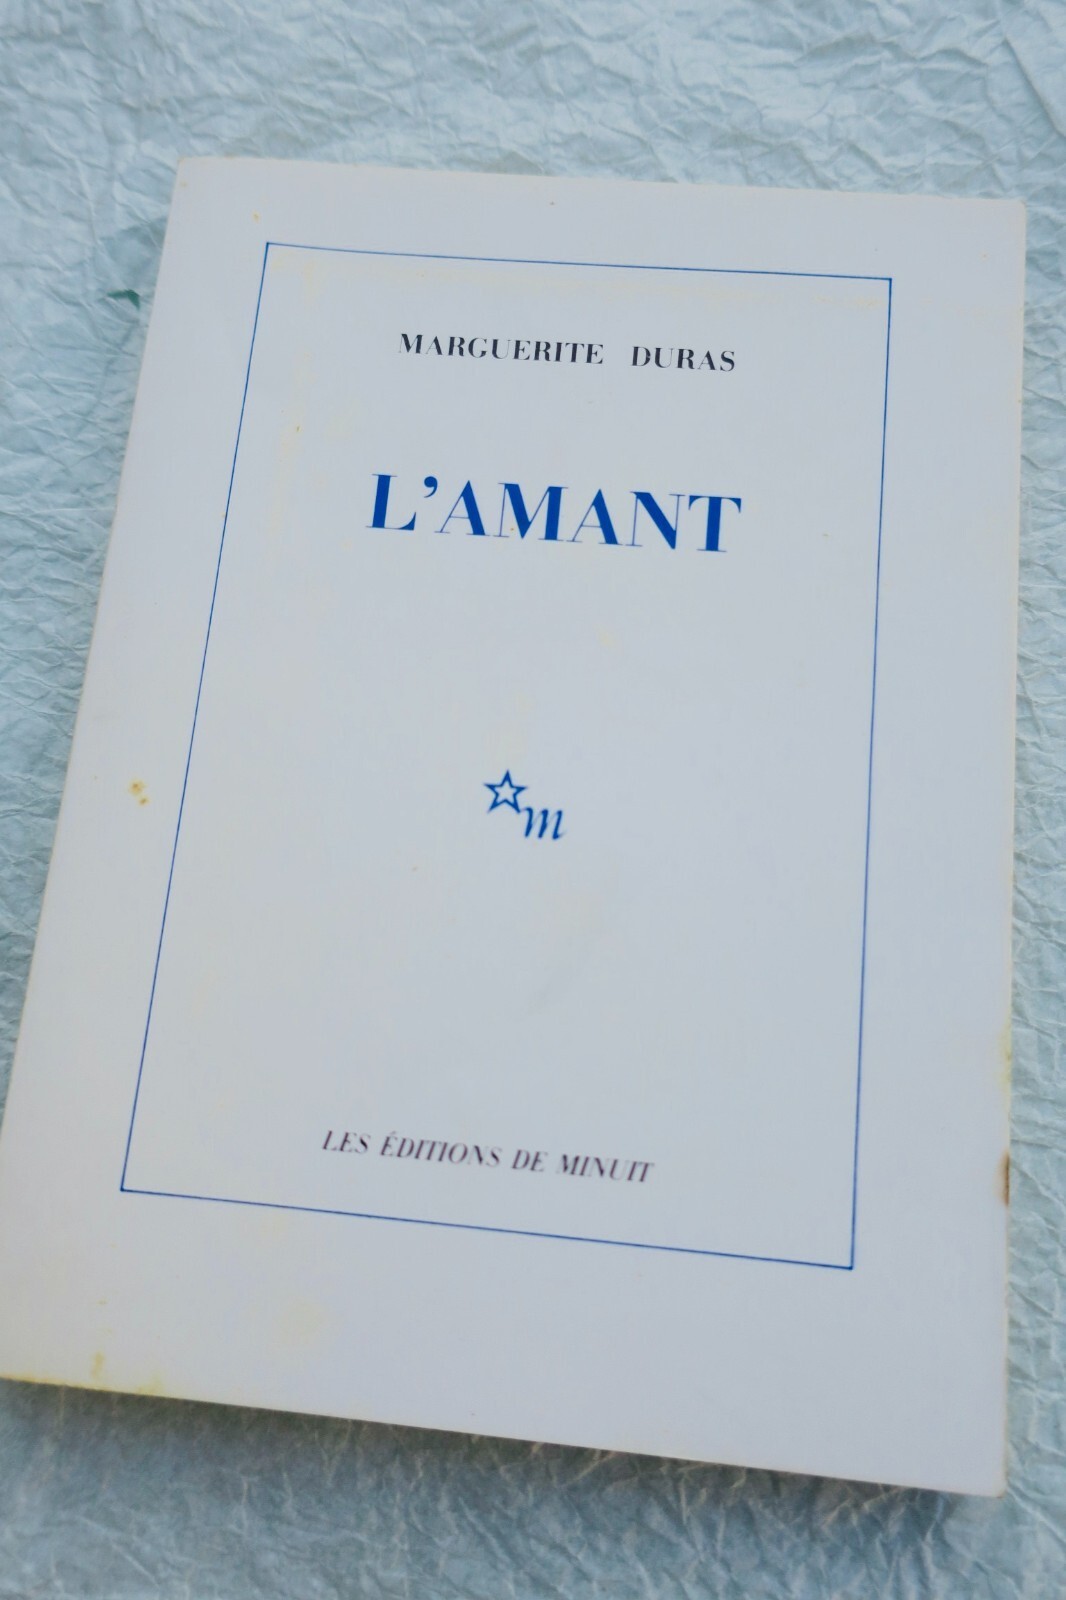 MARGUERITE DURAS
L’AMANT
m
LES ÉDITIONS DE MINUIT